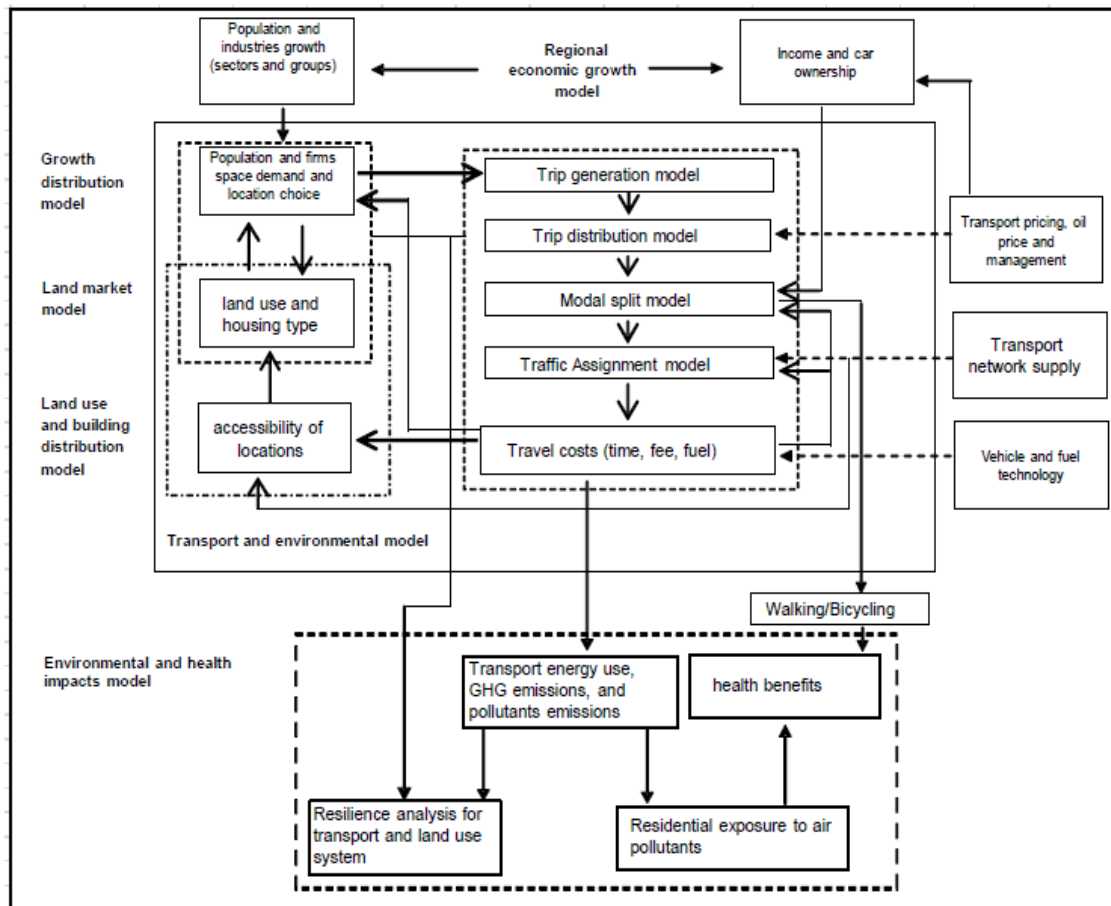 Population and
industries growth
(sectors and groups)
Regional
economic growth
model
Income and car
ownership
Growth
distribution
model
Population and firms
space demand and
location choice
Trip generation model
Trip distribution model
Transport pricing, oil
price and
management
Land market
model
land use and
housing type
Modal split model
Traffic Assignment model
Transport
network supply
Land use
and building
distribution
model
accessibility of
locations
Travel costs (time, fee, fuel)
Vehicle and fuel
technology
Transport and environmental model
Walking/Bicycling
Environmental and health
impacts model
Transport energy use,
GHG emissions, and
pollutants emissions
health benefits
Resilience analysis for
transport and land use
system
Residential exposure to air
pollutants